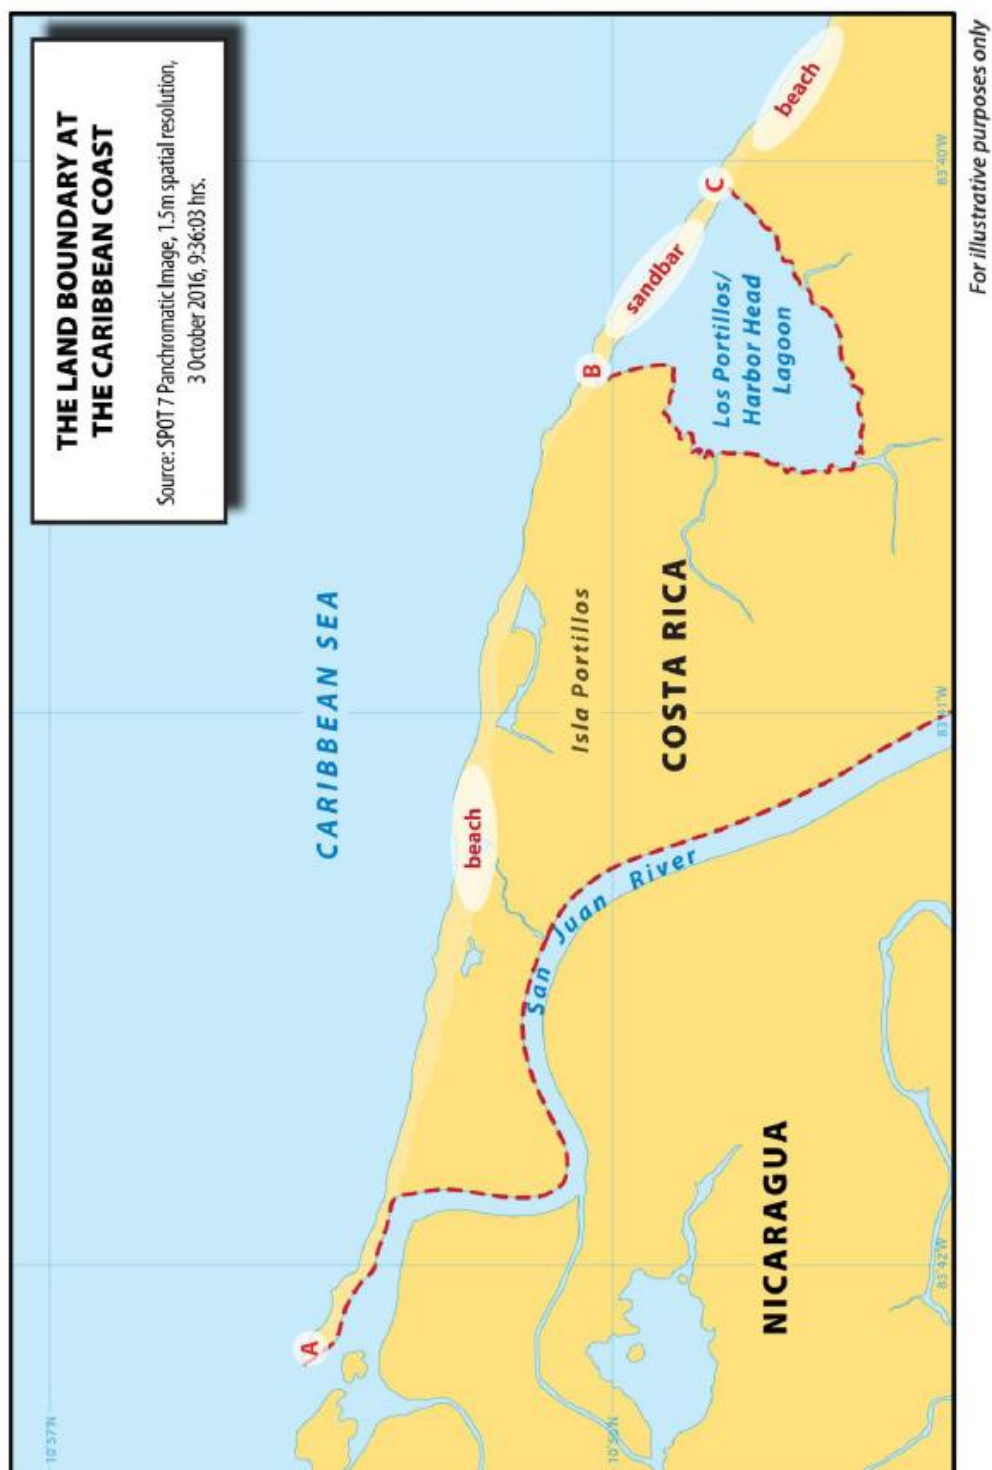 THE LAND BOUNDARY AT
THE CARIBBEAN COAST
Source: SPOT 7 Panchromatic Image, 1.5m spatial resolution,
3 October 2016, 9:36:03 hrs.
10°57'N
CARIBBEAN SEA
A
beach
B
sandbar
C
beach
Isla Portillos
Los Portillos/
Harbor Head
Lagoon
San Juan River
COSTA RICA
NICARAGUA
83°42'W
83°41'W
83°40'W
For illustrative purposes only